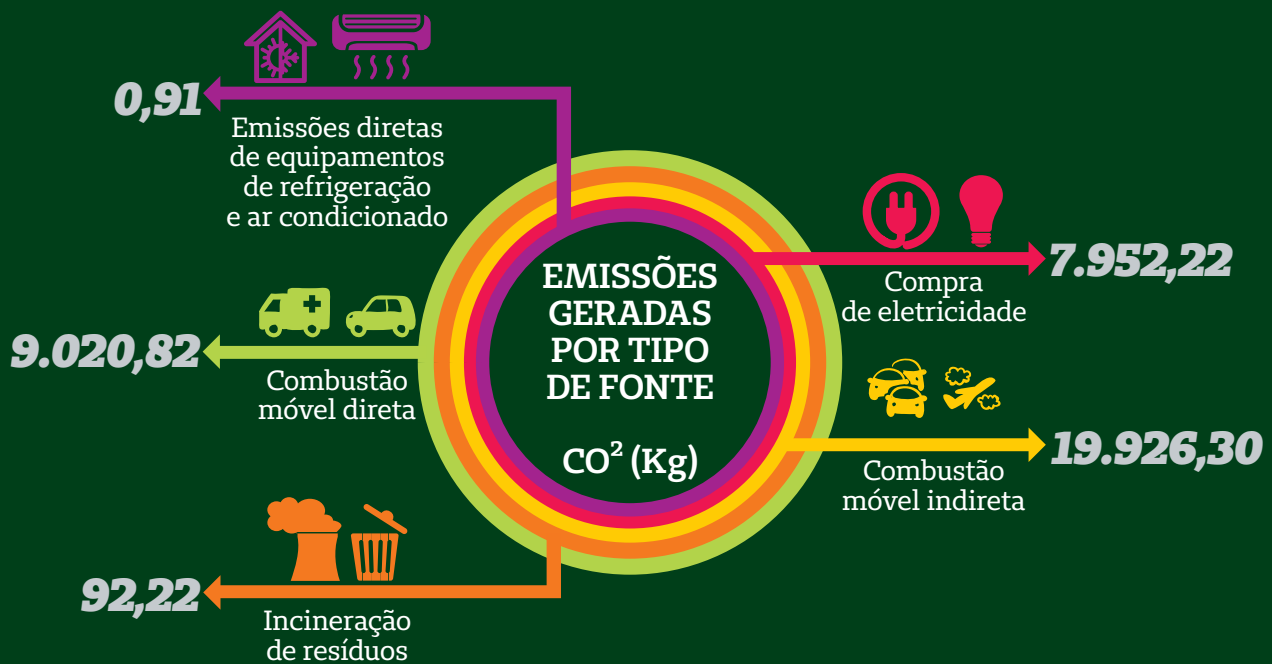 0,91
Emissões diretas
de equipamentos
de refrigeração
e ar condicionado
9.020,82
Combustão
móvel direta
92,22
Incineração
de resíduos
EMISSÕES
GERADAS
POR TIPO
DE FONTE
CO² (Kg)
7.952,22
Compra
de eletricidade
19.926,30
Combustão
móvel indireta